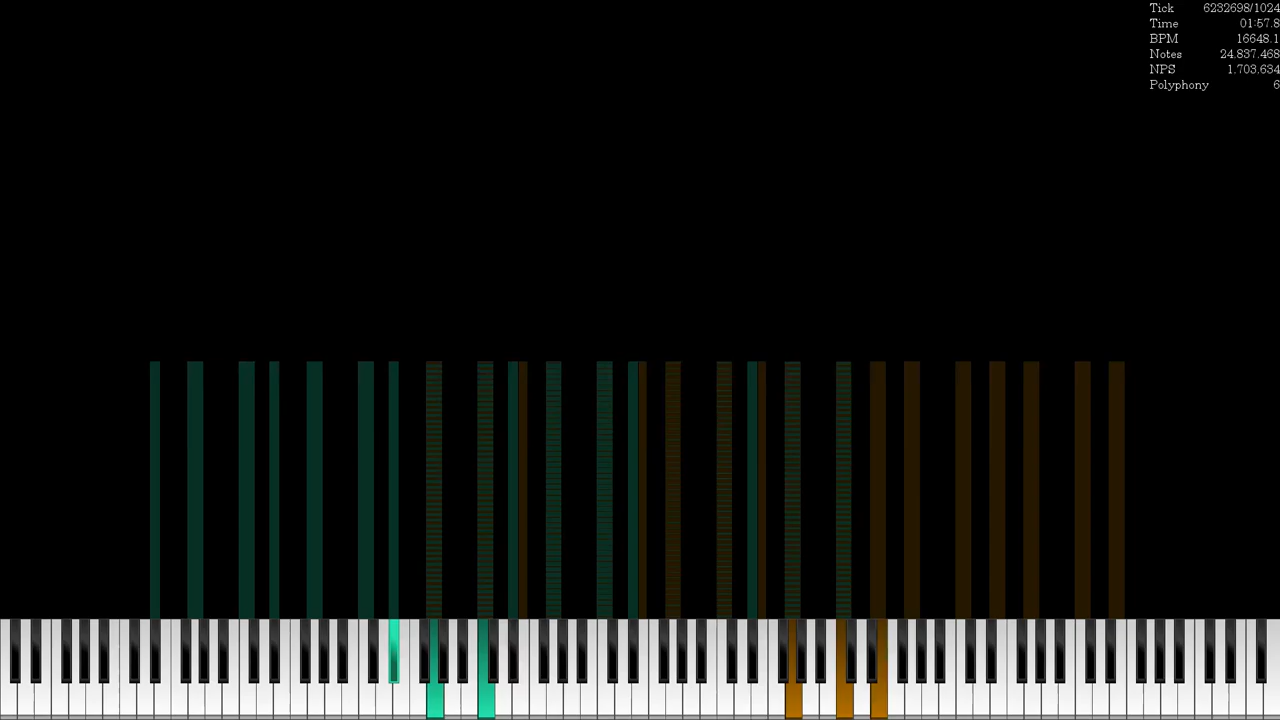 Tick 6232698/1024
Time 01:57.8
BPM 16648.1
Notes 24.837.468
NPS 1.703.634
Polyphony 6